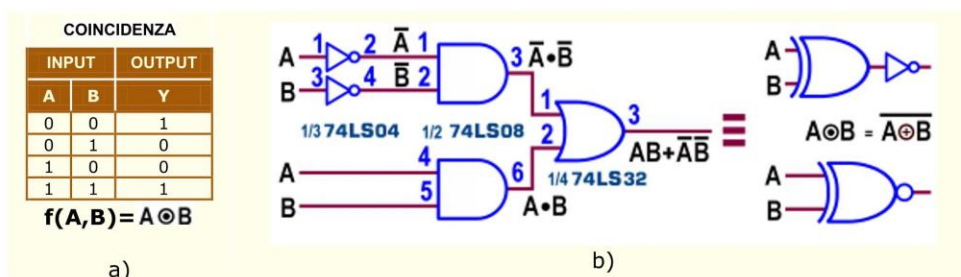 COINCIDENZA
INPUT OUTPUT
A B Y
0 0 1
0 1 0
1 0 0
1 1 1
f(A,B)= A⊙B
a)
A 1 2 A̅ 1
3 A̅•B̅
B 3 4 B̅ 2
1/3 74LS04 1/2 74LS08
1
2
3
AB+A̅B̅
1/4 74LS32
A 4
B 5
6
A•B
≡
A
B
A⊙B = A̅⊕̅B̅
A
B
b)